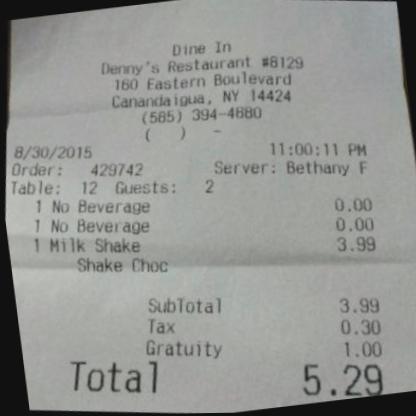 Dine In
Denny's Restaurant #8129
160 Eastern Boulevard
Canandaigua, NY 14424
(585) 394-4880
( ) -
8/30/2015 11:00:11 PM
Order: 429742 Server: Bethany F
Table: 12 Guests: 2
1 No Beverage 0.00
1 No Beverage 0.00
1 Milk Shake 3.99
Shake Choc
SubTotal 3.99
Tax 0.30
Gratuity 1.00
Total 5.29